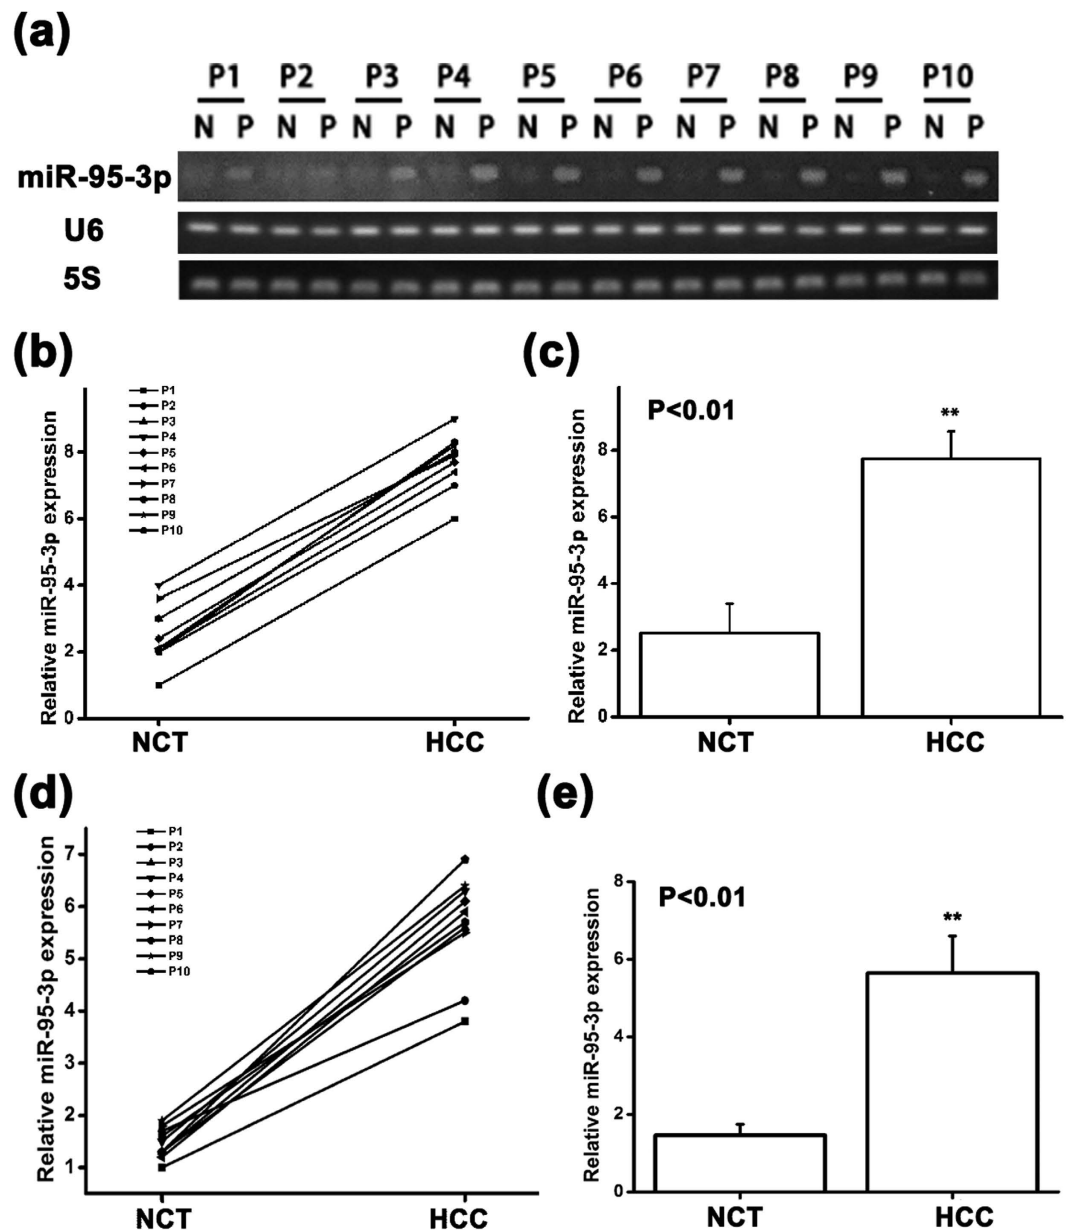 (a)
P1 P2 P3 P4 P5 P6 P7 P8 P9 P10
N P N P N P N P N P N P N P N P N P N P
miR-95-3p
U6
5S
(b)
Relative miR-95-3p expression
8
6
4
2
0
P1
P2
P3
P4
P5
P6
P7
P8
P9
P10
NCT HCC
(c)
Relative miR-95-3p expression
P<0.01
**
8
6
4
2
0
NCT HCC
(d)
Relative miR-95-3p expression
7
6
5
4
3
2
1
P1
P2
P3
P4
P5
P6
P7
P8
P9
P10
NCT HCC
(e)
Relative miR-95-3p expression
P<0.01
**
8
6
4
2
0
NCT HCC